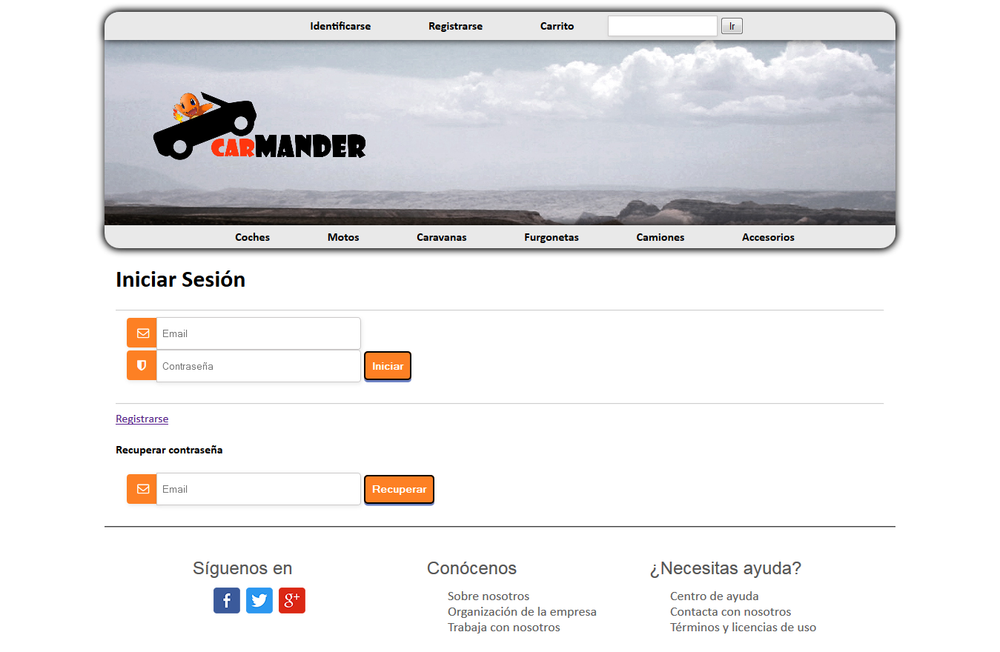 Identificarse Registrarse Carrito Ir
CARMANDER
Coches Motos Caravanas Furgonetas Camiones Accesorios
Iniciar Sesión
Email
Contraseña Iniciar
Registrarse
Recuperar contraseña
Email Recuperar
Síguenos en
f g+
Conócenos
Sobre nosotros
Organización de la empresa
Trabaja con nosotros
¿Necesitas ayuda?
Centro de ayuda
Contacta con nosotros
Términos y licencias de uso